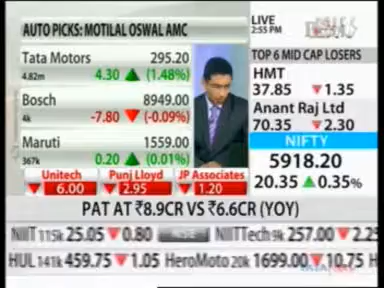 AUTO PICKS: MOTILAL OSWAL AMC
Tata Motors 295.20
4.82m 4.30 (1.48%)
Bosch 8949.00
4k -7.80 (-0.09%)
Maruti 1559.00
367k 0.20 (0.01%)
LIVE
2:55 PM
TOP 6 MID CAP LOSERS
HMT
37.85 1.35
Anant Raj Ltd
70.35 2.30
NIFTY
5918.20
20.35 0.35%
Unitech Punj Lloyd JP Associates
6.00 2.95 1.20
PAT AT ₹8.9CR VS ₹6.6CR (YOY)
NIIT 115k 25.05 0.80 NSE NIITTech 9k 257.00 2.25
HUL 141k 459.75 1.05 HeroMoto 20k 1699.00 10.75 H